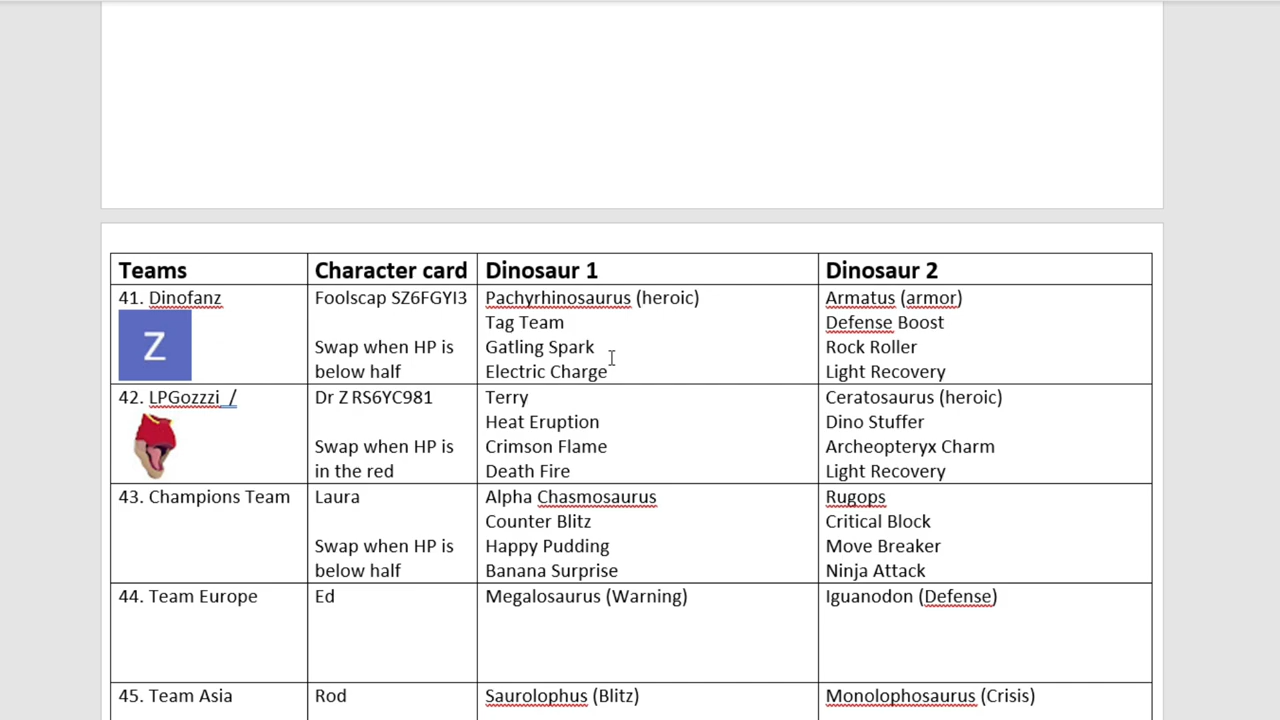 Teams Character card Dinosaur 1 Dinosaur 2
41. Dinofanz Foolscap SZ6FGYI3 Pachyrhinosaurus (heroic) Armatus (armor)
Tag Team Defense Boost
Z Swap when HP is Gatling Spark Rock Roller
below half Electric Charge Light Recovery
42. LPGozzzi_/ Dr Z RS6YC981 Terry Ceratosaurus (heroic)
Heat Eruption Dino Stuffer
Swap when HP is Crimson Flame Archeopteryx Charm
in the red Death Fire Light Recovery
43. Champions Team Laura Alpha Chasmosaurus Rugops
Counter Blitz Critical Block
Swap when HP is Happy Pudding Move Breaker
below half Banana Surprise Ninja Attack
44. Team Europe Ed Megalosaurus (Warning) Iguanodon (Defense)
45. Team Asia Rod Saurolophus (Blitz) Monolophosaurus (Crisis)